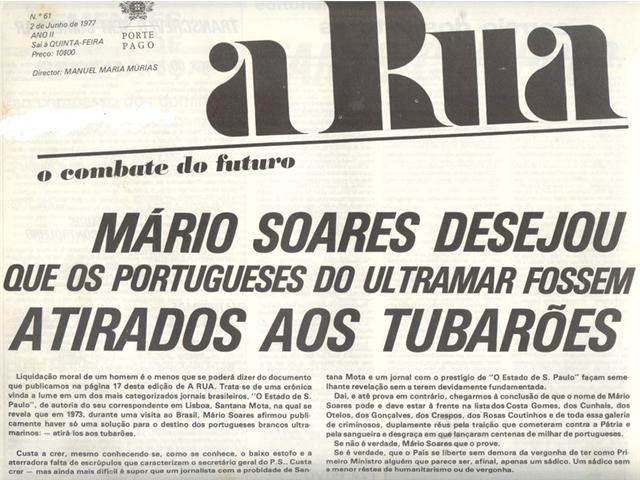 N.º 61
2 de Junho de 1977
ANO II
Sai à QUINTA-FEIRA
Preço: 10$00
PORTE
PAGO
Director: MANUEL MARIA MÚRIAS
a Rua
o combate do futuro
MÁRIO SOARES DESEJOU
QUE OS PORTUGUESES DO ULTRAMAR FOSSEM
ATIRADOS AOS TUBARÕES
Liquidação moral de um homem é o menos que se poderá dizer do documento
que publicamos na página 17 desta edição de A RUA. Trata-se de uma crónica
vinda a lume em um dos mais categorizados jornais brasileiros, "O Estado de S.
Paulo", de autoria do seu correspondente em Lisboa, Santana Mota, na qual se
revela que em 1973, durante uma visita ao Brasil, Mário Soares afirmou publi-
camente haver só uma solução para o destino dos portugueses brancos ultra-
marinos: — atirá-los aos tubarões.
Custa a crer, mesmo conhecendo-se, como se conhece, o baixo estofo e a
aterradora falta de escrúpulos que caracterizam o secretário geral do P.S.. Custa
crer — mas ainda mais difícil é supor que um jornalista com a probidade de San-
tana Mota e um jornal com o prestígio de "O Estado de S. Paulo" façam seme-
lhante revelação sem a terem devidamente fundamentada.
Daí, e até prova em contrário, chegarmos à conclusão de que o nome de Mário
Soares pode e deve estar à frente na lista dos Costa Gomes, dos Cunhais, dos
Otelos, dos Gonçalves, dos Crespos, dos Rosas Coutinhos e de toda essa galeria
de criminosos, duplamente réus pela traição que cometeram contra a Pátria e
pela sangueira e desgraça em que lançaram centenas de milhar de portugueses.
Se não é verdade, Mário Soares que o prove.
Se é verdade, que o País se liberte sem demora da vergonha de ter como Pri-
meiro Ministro alguém que parece ser, afinal, apenas um sádico. Um sádico sem
a menor réstea de humanitarismo ou de vergonha.